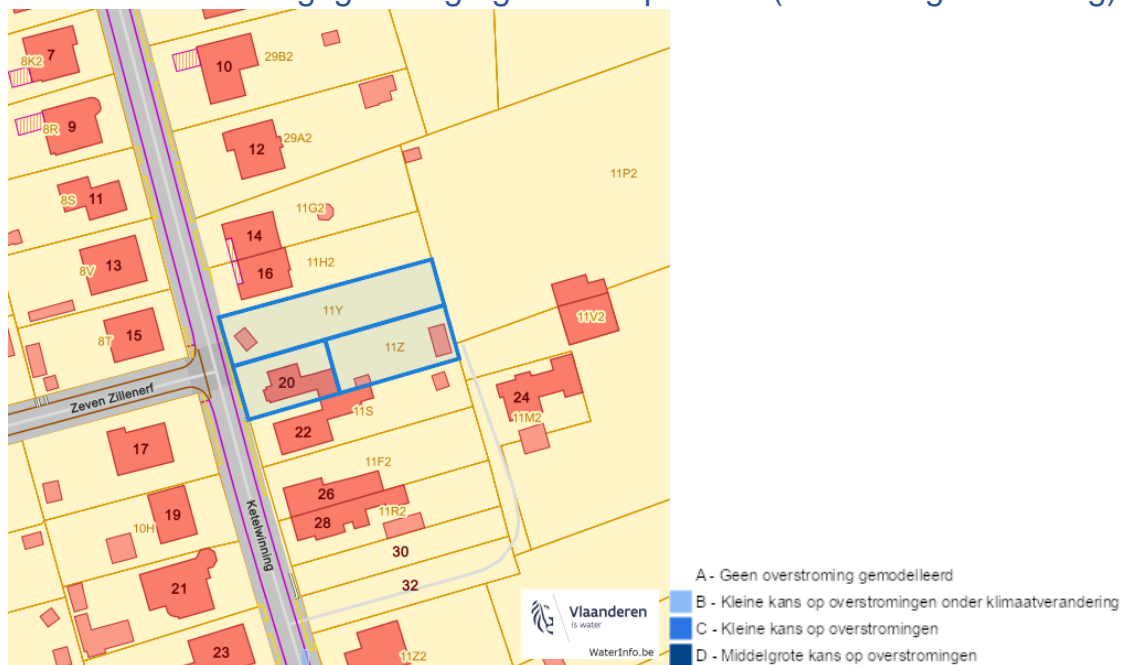 7
8K2
10
29B2
9
8R
12
29A2
11P2
8S
11
11G2
14
8V
13
16
11H2
11Y
11V2
15
8T
11Z
20
Zeven Zillenerf
11S
24
11M2
22
17
11F2
26
Ketelwinning
19
10H
28
11R2
30
32
21
23
11Z2
Vlaanderen
is water
WaterInfo.be
A - Geen overstroming gemodelleerd
B - Kleine kans op overstromingen onder klimaatverandering
C - Kleine kans op overstromingen
D - Middelgrote kans op overstromingen